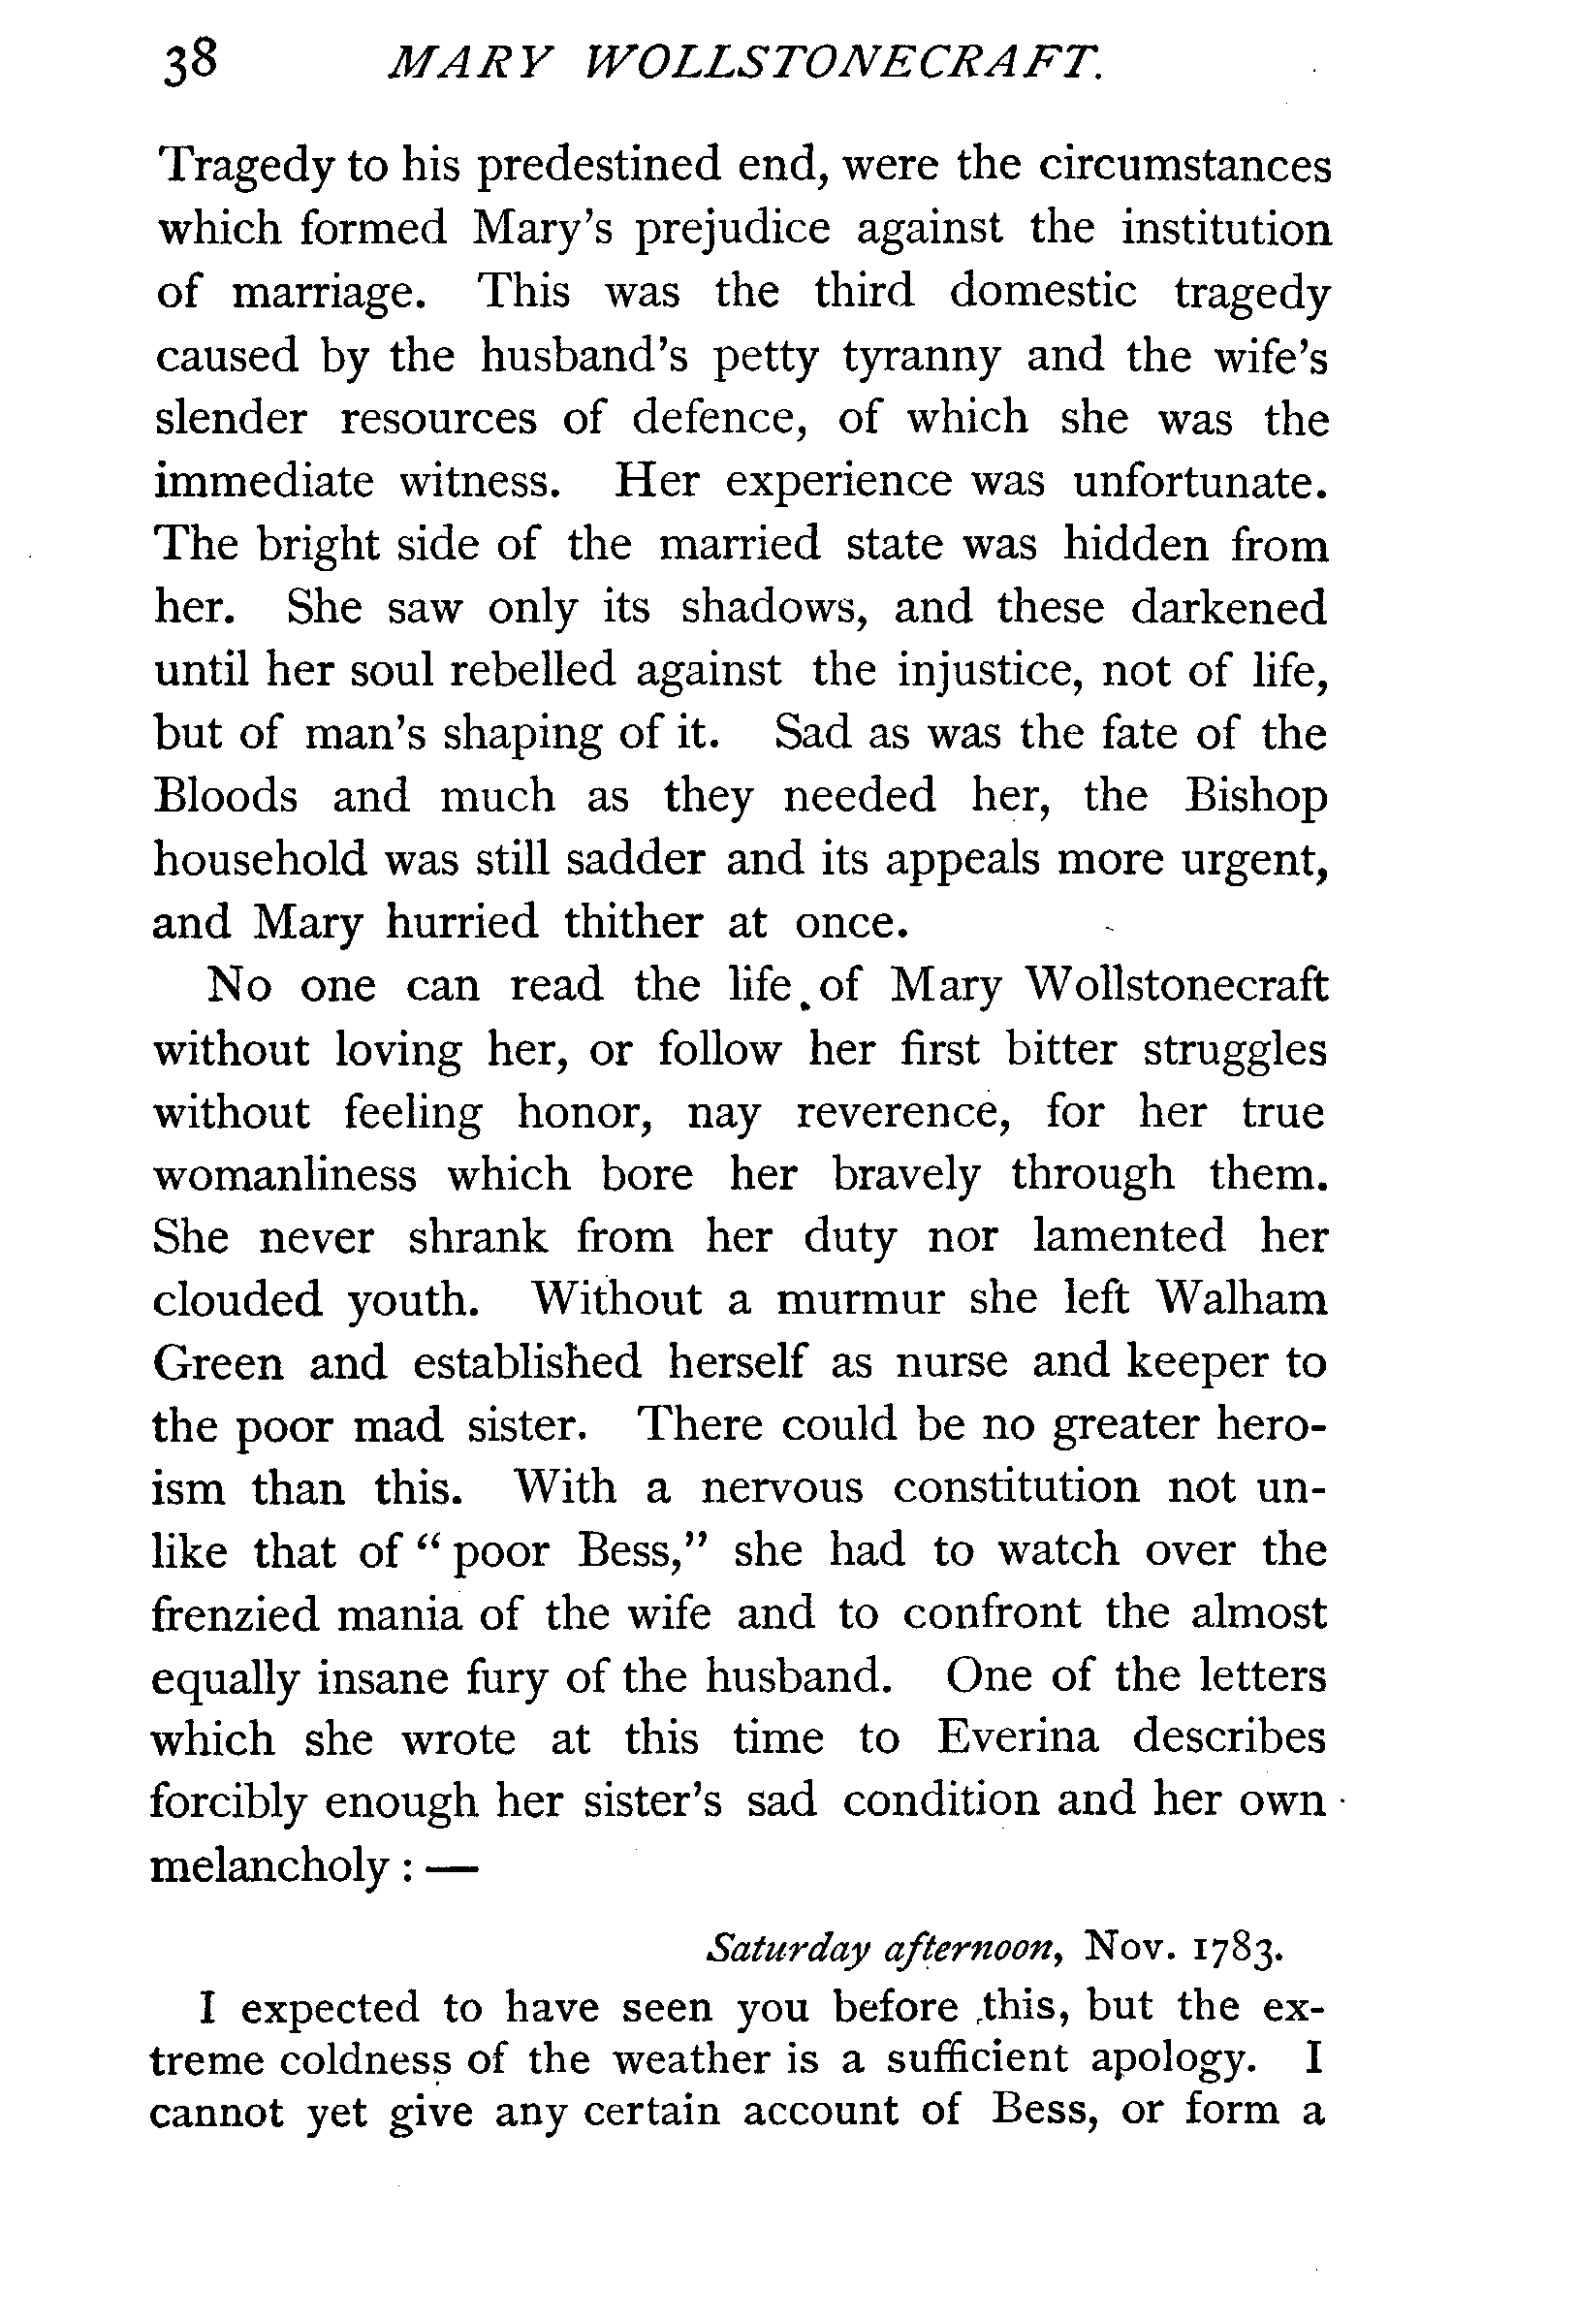 38 MARY WOLLSTONECRAFT.
Tragedy to his predestined end, were the circumstances
which formed Mary's prejudice against the institution
of marriage. This was the third domestic tragedy
caused by the husband's petty tyranny and the wife's
slender resources of defence, of which she was the
immediate witness. Her experience was unfortunate.
The bright side of the married state was hidden from
her. She saw only its shadows, and these darkened
until her soul rebelled against the injustice, not of life,
but of man's shaping of it. Sad as was the fate of the
Bloods and much as they needed her, the Bishop
household was still sadder and its appeals more urgent,
and Mary hurried thither at once.
No one can read the life of Mary Wollstonecraft
without loving her, or follow her first bitter struggles
without feeling honor, nay reverence, for her true
womanliness which bore her bravely through them.
She never shrank from her duty nor lamented her
clouded youth. Without a murmur she left Walham
Green and established herself as nurse and keeper to
the poor mad sister. There could be no greater hero-
ism than this. With a nervous constitution not un-
like that of "poor Bess," she had to watch over the
frenzied mania of the wife and to confront the almost
equally insane fury of the husband. One of the letters
which she wrote at this time to Everina describes
forcibly enough her sister's sad condition and her own
melancholy: —
Saturday afternoon, Nov. 1783.
I expected to have seen you before this, but the ex-
treme coldness of the weather is a sufficient apology. I
cannot yet give any certain account of Bess, or form a